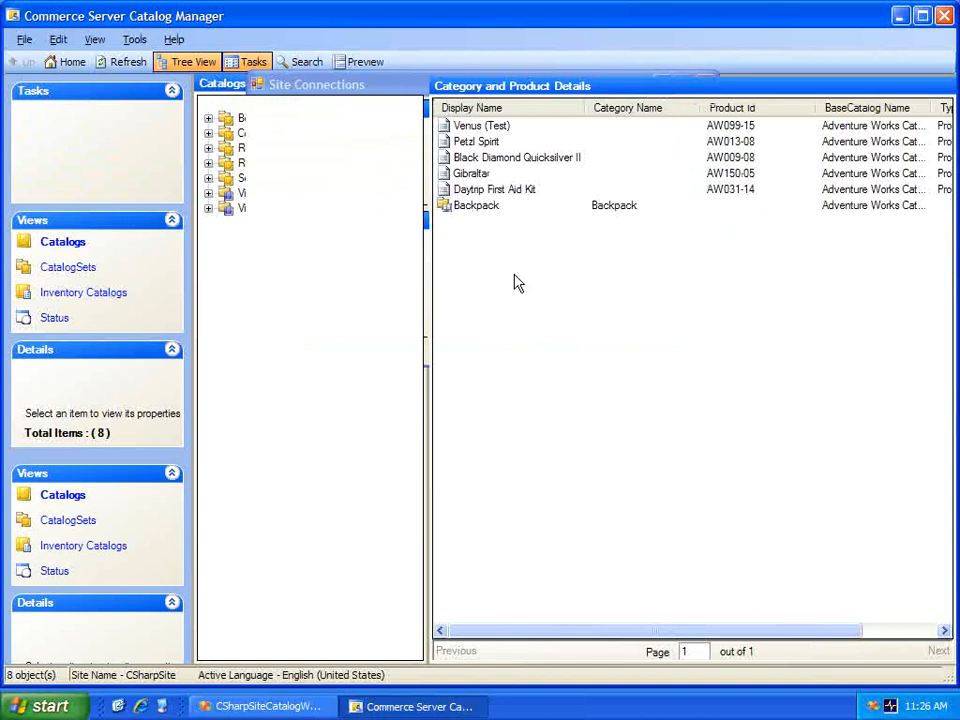 Commerce Server Catalog Manager
File Edit View Tools Help
Up Home Refresh Tree View Tasks Search Preview
Tasks
Views
Catalogs
CatalogSets
Inventory Catalogs
Status
Details
Select an item to view its properties
Total Items : ( 8 )
Views
Catalogs
CatalogSets
Inventory Catalogs
Status
Details
Catalogs
Site Connections
Category and Product Details
Display Name Category Name Product Id BaseCatalog Name Typ
Venus (Test) AW099-15 Adventure Works Cat... Pro
Petzl Spirit AW013-08 Adventure Works Cat... Pro
Black Diamond Quicksilver II AW009-08 Adventure Works Cat... Pro
Gibraltar AW150-05 Adventure Works Cat... Pro
Daytrip First Aid Kit AW031-14 Adventure Works Cat... Pro
Backpack Backpack Adventure Works Cat...
Previous Page 1 out of 1 Next
8 object(s) Site Name - CSharpSite Active Language - English (United States)
start CSharpSiteCatalogW... Commerce Server Ca... 11:26 AM